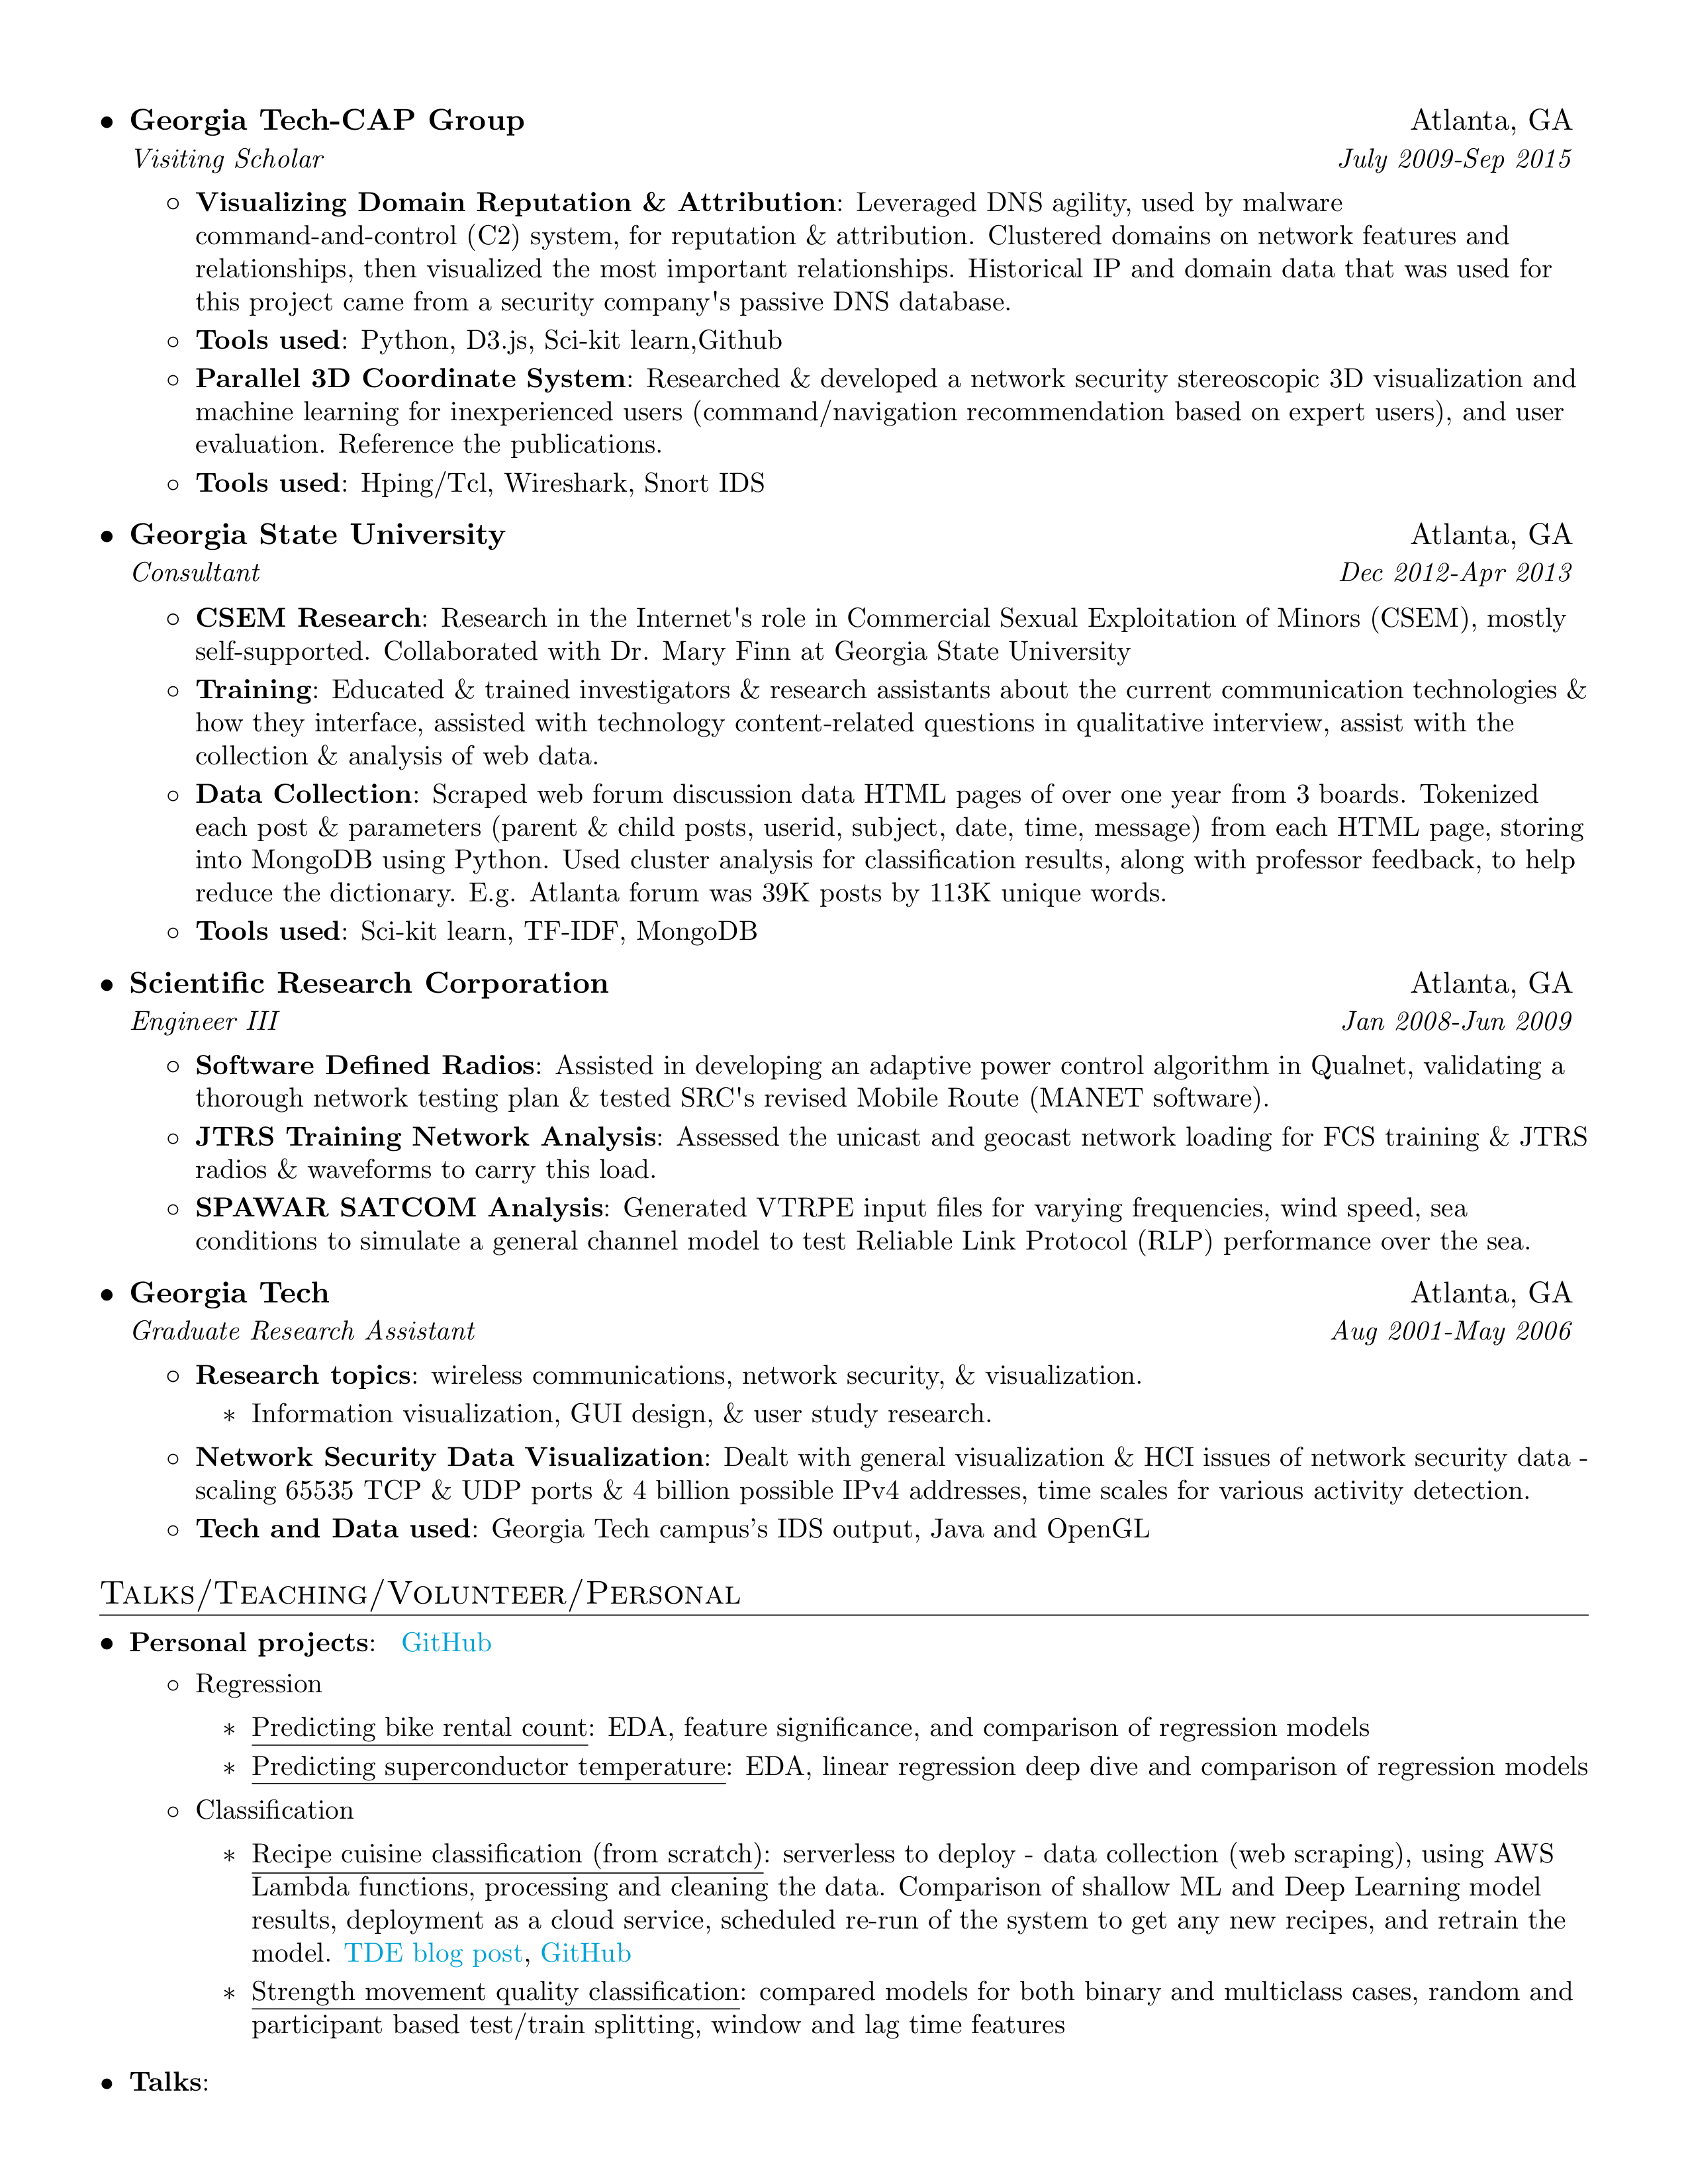 • Georgia Tech-CAP Group Atlanta, GA
Visiting Scholar July 2009-Sep 2015
◦ Visualizing Domain Reputation & Attribution: Leveraged DNS agility, used by malware
command-and-control (C2) system, for reputation & attribution. Clustered domains on network features and
relationships, then visualized the most important relationships. Historical IP and domain data that was used for
this project came from a security company's passive DNS database.
◦ Tools used: Python, D3.js, Sci-kit learn,Github
◦ Parallel 3D Coordinate System: Researched & developed a network security stereoscopic 3D visualization and
machine learning for inexperienced users (command/navigation recommendation based on expert users), and user
evaluation. Reference the publications.
◦ Tools used: Hping/Tcl, Wireshark, Snort IDS
• Georgia State University Atlanta, GA
Consultant Dec 2012-Apr 2013
◦ CSEM Research: Research in the Internet's role in Commercial Sexual Exploitation of Minors (CSEM), mostly
self-supported. Collaborated with Dr. Mary Finn at Georgia State University
◦ Training: Educated & trained investigators & research assistants about the current communication technologies &
how they interface, assisted with technology content-related questions in qualitative interview, assist with the
collection & analysis of web data.
◦ Data Collection: Scraped web forum discussion data HTML pages of over one year from 3 boards. Tokenized
each post & parameters (parent & child posts, userid, subject, date, time, message) from each HTML page, storing
into MongoDB using Python. Used cluster analysis for classification results, along with professor feedback, to help
reduce the dictionary. E.g. Atlanta forum was 39K posts by 113K unique words.
◦ Tools used: Sci-kit learn, TF-IDF, MongoDB
• Scientific Research Corporation Atlanta, GA
Engineer III Jan 2008-Jun 2009
◦ Software Defined Radios: Assisted in developing an adaptive power control algorithm in Qualnet, validating a
thorough network testing plan & tested SRC's revised Mobile Route (MANET software).
◦ JTRS Training Network Analysis: Assessed the unicast and geocast network loading for FCS training & JTRS
radios & waveforms to carry this load.
◦ SPAWAR SATCOM Analysis: Generated VTRPE input files for varying frequencies, wind speed, sea
conditions to simulate a general channel model to test Reliable Link Protocol (RLP) performance over the sea.
• Georgia Tech Atlanta, GA
Graduate Research Assistant Aug 2001-May 2006
◦ Research topics: wireless communications, network security, & visualization.
∗ Information visualization, GUI design, & user study research.
◦ Network Security Data Visualization: Dealt with general visualization & HCI issues of network security data -
scaling 65535 TCP & UDP ports & 4 billion possible IPv4 addresses, time scales for various activity detection.
◦ Tech and Data used: Georgia Tech campus’s IDS output, Java and OpenGL
Talks/Teaching/Volunteer/Personal
• Personal projects: GitHub
◦ Regression
∗ Predicting bike rental count: EDA, feature significance, and comparison of regression models
∗ Predicting superconductor temperature: EDA, linear regression deep dive and comparison of regression models
◦ Classification
∗ Recipe cuisine classification (from scratch): serverless to deploy - data collection (web scraping), using AWS
Lambda functions, processing and cleaning the data. Comparison of shallow ML and Deep Learning model
results, deployment as a cloud service, scheduled re-run of the system to get any new recipes, and retrain the
model. TDE blog post, GitHub
∗ Strength movement quality classification: compared models for both binary and multiclass cases, random and
participant based test/train splitting, window and lag time features
• Talks: